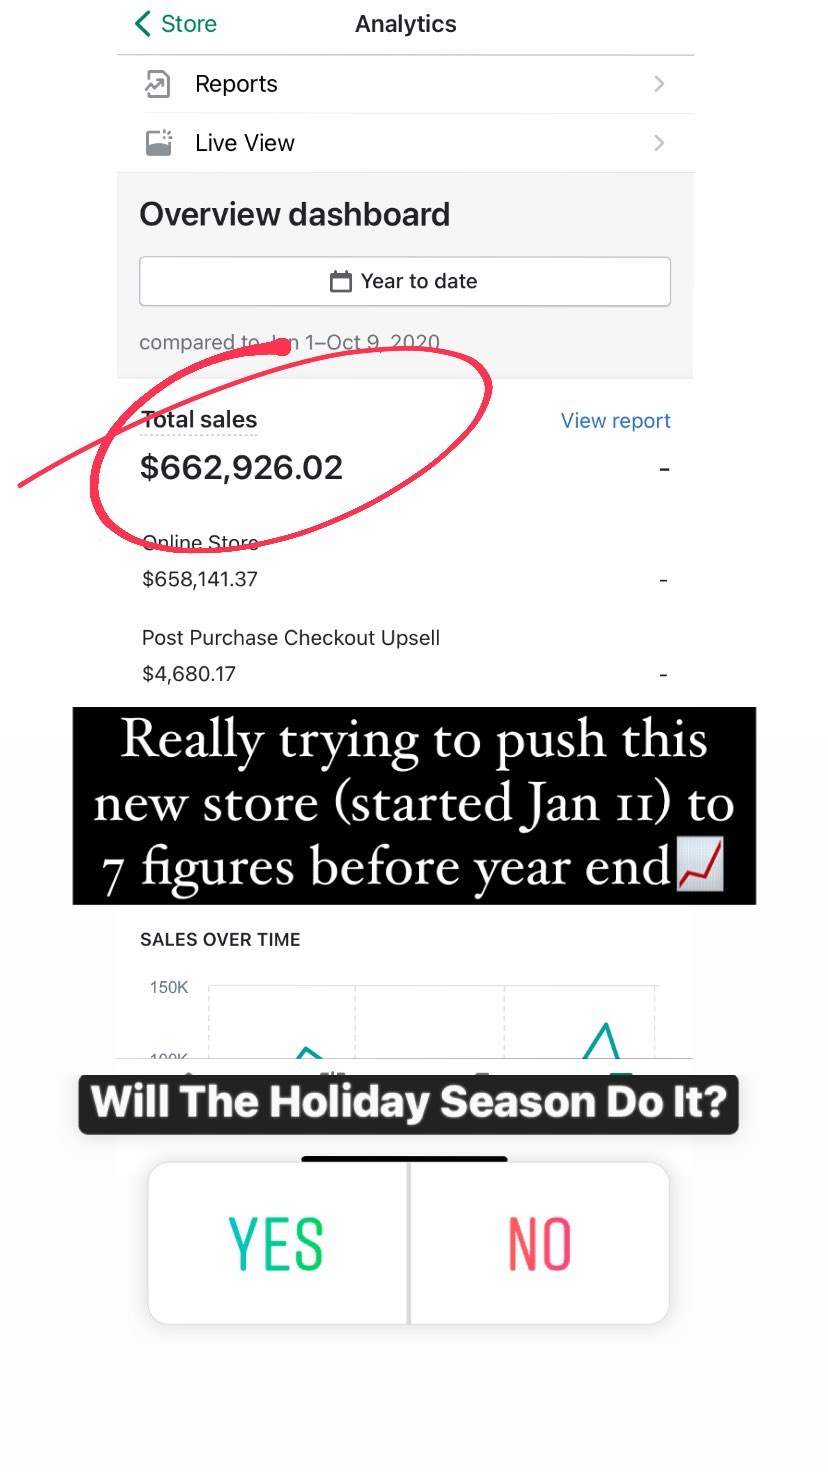 Store
Analytics
Reports
Live View
Overview dashboard
Year to date
compared to Jan 1–Oct 9, 2020
Total sales
View report
$662,926.02
-
Online Store
$658,141.37
-
Post Purchase Checkout Upsell
$4,680.17
-
Really trying to push this
new store (started Jan 11) to
7 figures before year end📈
SALES OVER TIME
150K
100K
Will The Holiday Season Do It?
YES
NO